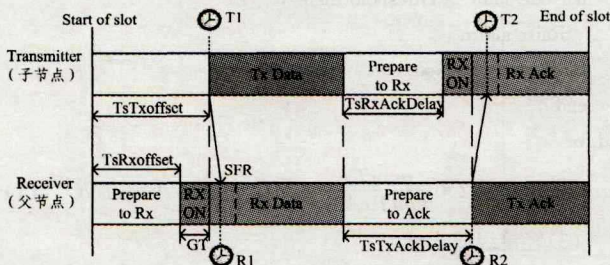 Start of slot
T1
T2
End of slot
Transmitter
(子节点)
Tx Data
Prepare
to Rx
RX
ON
Rx Ack
TsTxoffset
TsRxAckDelay
TsRxoffset
SFR
Receiver
(父节点)
Prepare
to Rx
RX
ON
Rx Data
Prepare
to Ack
Tx Ack
GT
R1
TsTxAckDelay
R2